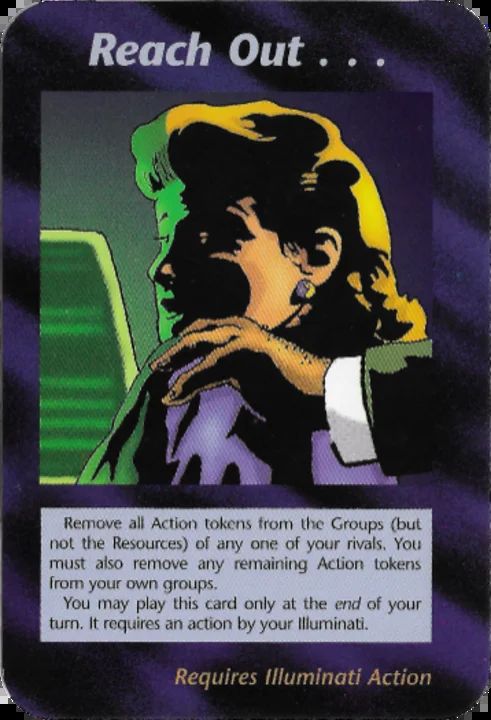 Reach Out . . .
Remove all Action tokens from the Groups (but
not the Resources) of any one of your rivals. You
must also remove any remaining Action tokens
from your own groups.
You may play this card only at the end of your
turn. It requires an action by your Illuminati.
Requires Illuminati Action